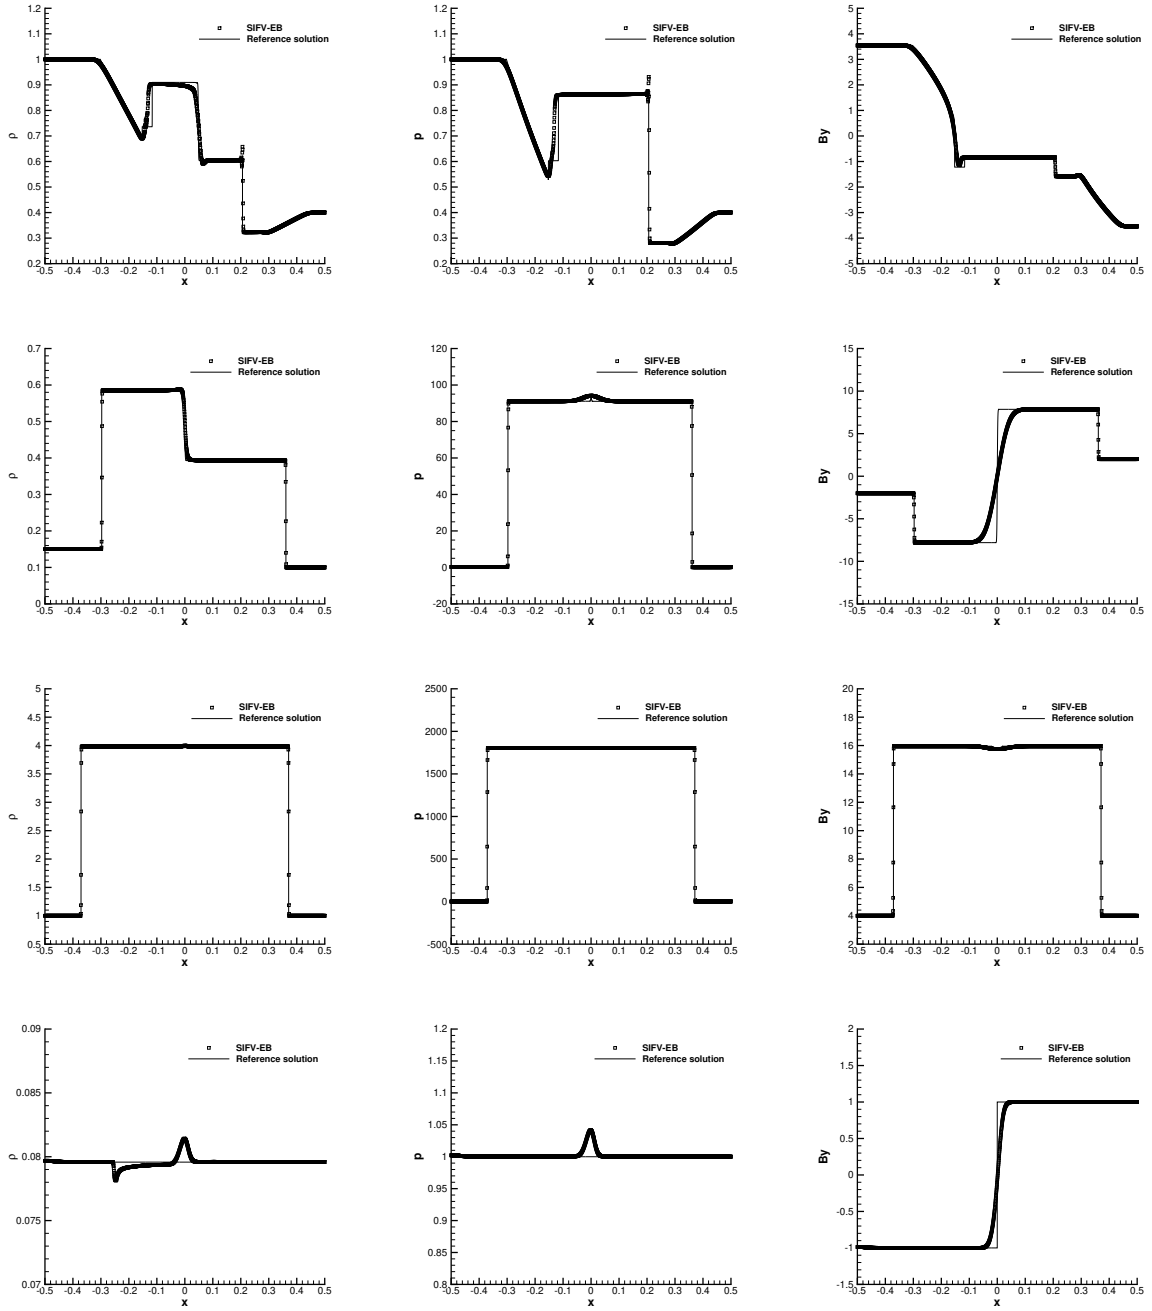 1.2
1.1
1
0.9
0.8
0.7
0.6
0.5
0.4
0.3
0.2
ρ
SIFV-EB
Reference solution
-0.5 -0.4 -0.3 -0.2 -0.1 0 0.1 0.2 0.3 0.4 0.5
x
1.2
1.1
1
0.9
0.8
0.7
0.6
0.5
0.4
0.3
0.2
p
SIFV-EB
Reference solution
-0.5 -0.4 -0.3 -0.2 -0.1 0 0.1 0.2 0.3 0.4 0.5
x
5
4
3
2
1
0
-1
-2
-3
-4
-5
By
SIFV-EB
Reference solution
-0.5 -0.4 -0.3 -0.2 -0.1 0 0.1 0.2 0.3 0.4 0.5
x
0.7
0.6
0.5
0.4
0.3
0.2
0.1
0
ρ
SIFV-EB
Reference solution
-0.5 -0.4 -0.3 -0.2 -0.1 0 0.1 0.2 0.3 0.4 0.5
x
120
100
80
60
40
20
0
-20
p
SIFV-EB
Reference solution
-0.5 -0.4 -0.3 -0.2 -0.1 0 0.1 0.2 0.3 0.4 0.5
x
15
10
5
0
-5
-10
-15
By
SIFV-EB
Reference solution
-0.5 -0.4 -0.3 -0.2 -0.1 0 0.1 0.2 0.3 0.4 0.5
x
5
4.5
4
3.5
3
2.5
2
1.5
1
0.5
ρ
SIFV-EB
Reference solution
-0.5 -0.4 -0.3 -0.2 -0.1 0 0.1 0.2 0.3 0.4 0.5
x
2500
2000
1500
1000
500
0
-500
p
SIFV-EB
Reference solution
-0.5 -0.4 -0.3 -0.2 -0.1 0 0.1 0.2 0.3 0.4 0.5
x
20
18
16
14
12
10
8
6
4
2
By
SIFV-EB
Reference solution
-0.5 -0.4 -0.3 -0.2 -0.1 0 0.1 0.2 0.3 0.4 0.5
x
0.09
0.085
0.08
0.075
0.07
ρ
SIFV-EB
Reference solution
-0.5 -0.4 -0.3 -0.2 -0.1 0 0.1 0.2 0.3 0.4 0.5
x
1.2
1.15
1.1
1.05
1
0.95
0.9
0.85
0.8
p
SIFV-EB
Reference solution
-0.5 -0.4 -0.3 -0.2 -0.1 0 0.1 0.2 0.3 0.4 0.5
x
2
1.5
1
0.5
0
-0.5
-1
-1.5
By
SIFV-EB
Reference solution
-0.5 -0.4 -0.3 -0.2 -0.1 0 0.1 0.2 0.3 0.4 0.5
x